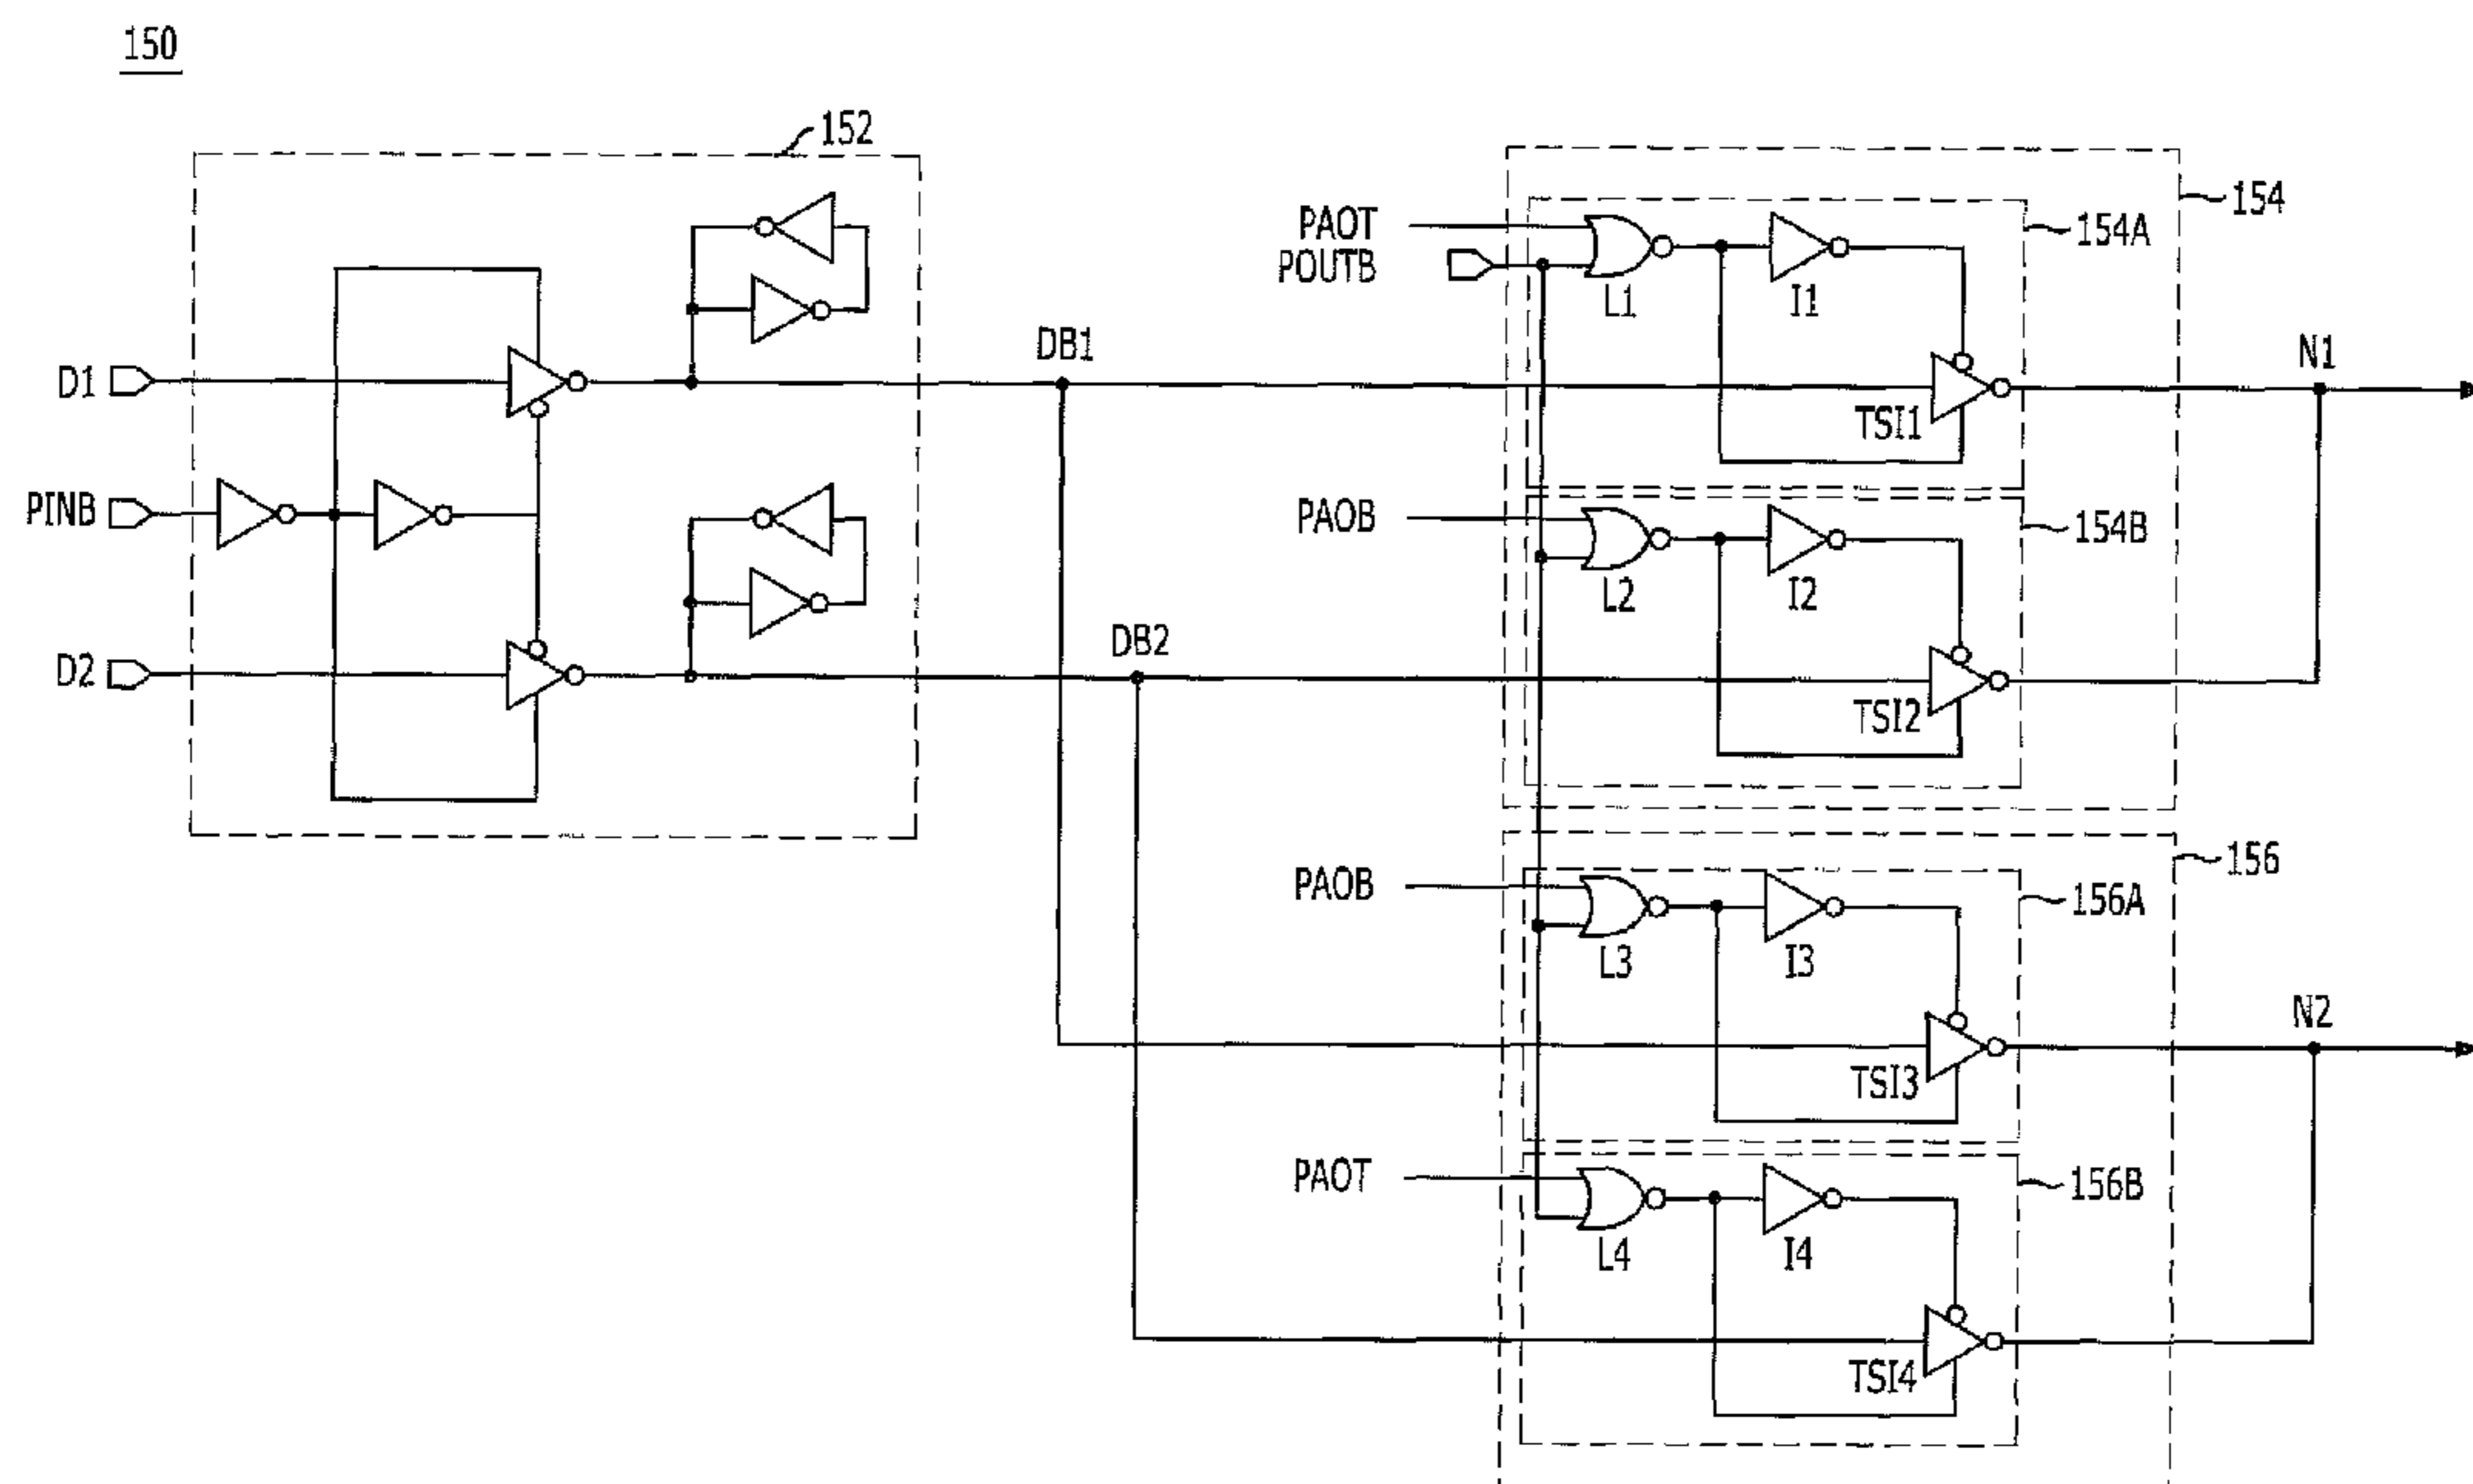 150
152
154
PAOT
154A
POUTB
L1
I1
DB1
N1
D1
TSI1
PINB
PAOB
154B
L2
I2
DB2
D2
TSI2
156
PAOB
156A
L3
I3
N2
TSI3
PAOT
156B
L4
I4
TSI4